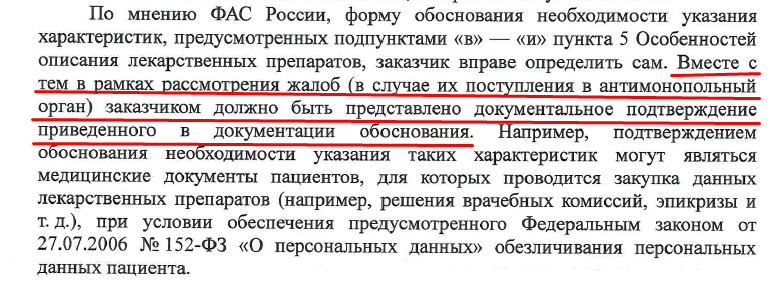 По мнению ФАС России, форму обоснования необходимости указания
характеристик, предусмотренных подпунктами «в» — «и» пункта 5 Особенностей
описания лекарственных препаратов, заказчик вправе определить сам. Вместе с
тем в рамках рассмотрения жалоб (в случае их поступления в антимонопольный
орган) заказчиком должно быть представлено документальное подтверждение
приведенного в документации обоснования. Например, подтверждением
обоснования необходимости указания таких характеристик могут являться
медицинские документы пациентов, для которых проводится закупка данных
лекарственных препаратов (например, решения врачебных комиссий, эпикризы и
т. д.), при условии обеспечения предусмотренного Федеральным законом от
27.07.2006 № 152-ФЗ «О персональных данных» обезличивания персональных
данных пациента.